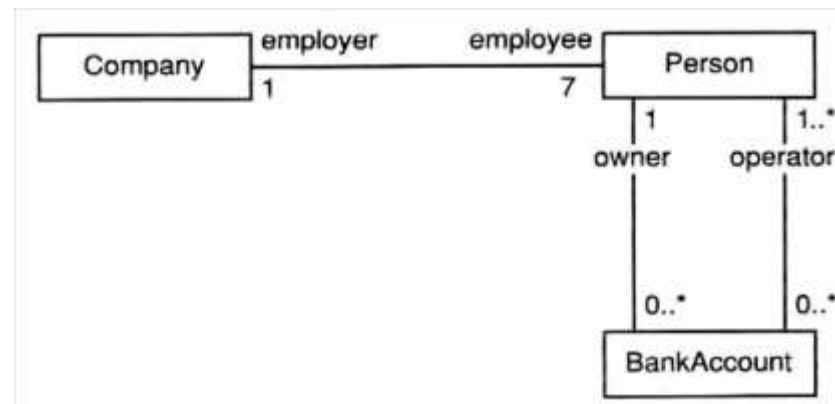 employer employee
Company Person
1 7 1 1..*
owner operator
0..* 0..*
BankAccount